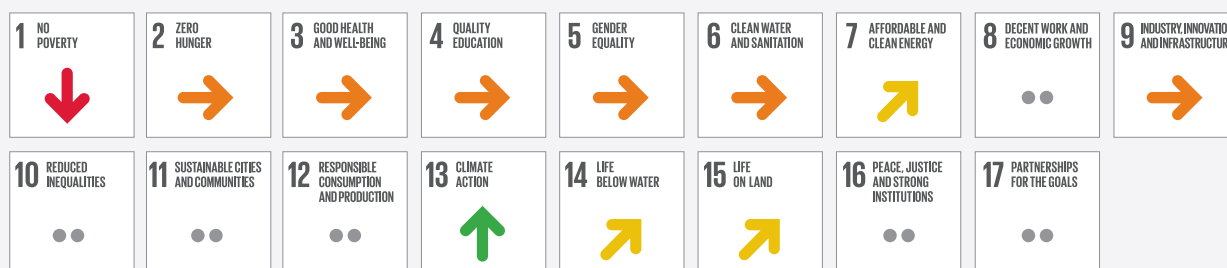 1 NO
POVERTY
2 ZERO
HUNGER
3 GOOD HEALTH
AND WELL-BEING
4 QUALITY
EDUCATION
5 GENDER
EQUALITY
6 CLEAN WATER
AND SANITATION
7 AFFORDABLE AND
CLEAN ENERGY
8 DECENT WORK AND
ECONOMIC GROWTH
9 INDUSTRY, INNOVATIO
AND INFRASTRUCTUR
10 REDUCED
INEQUALITIES
11 SUSTAINABLE CITIES
AND COMMUNITIES
12 RESPONSIBLE
CONSUMPTION
AND PRODUCTION
13 CLIMATE
ACTION
14 LIFE
BELOW WATER
15 LIFE
ON LAND
16 PEACE, JUSTICE
AND STRONG
INSTITUTIONS
17 PARTNERSHIPS
FOR THE GOALS